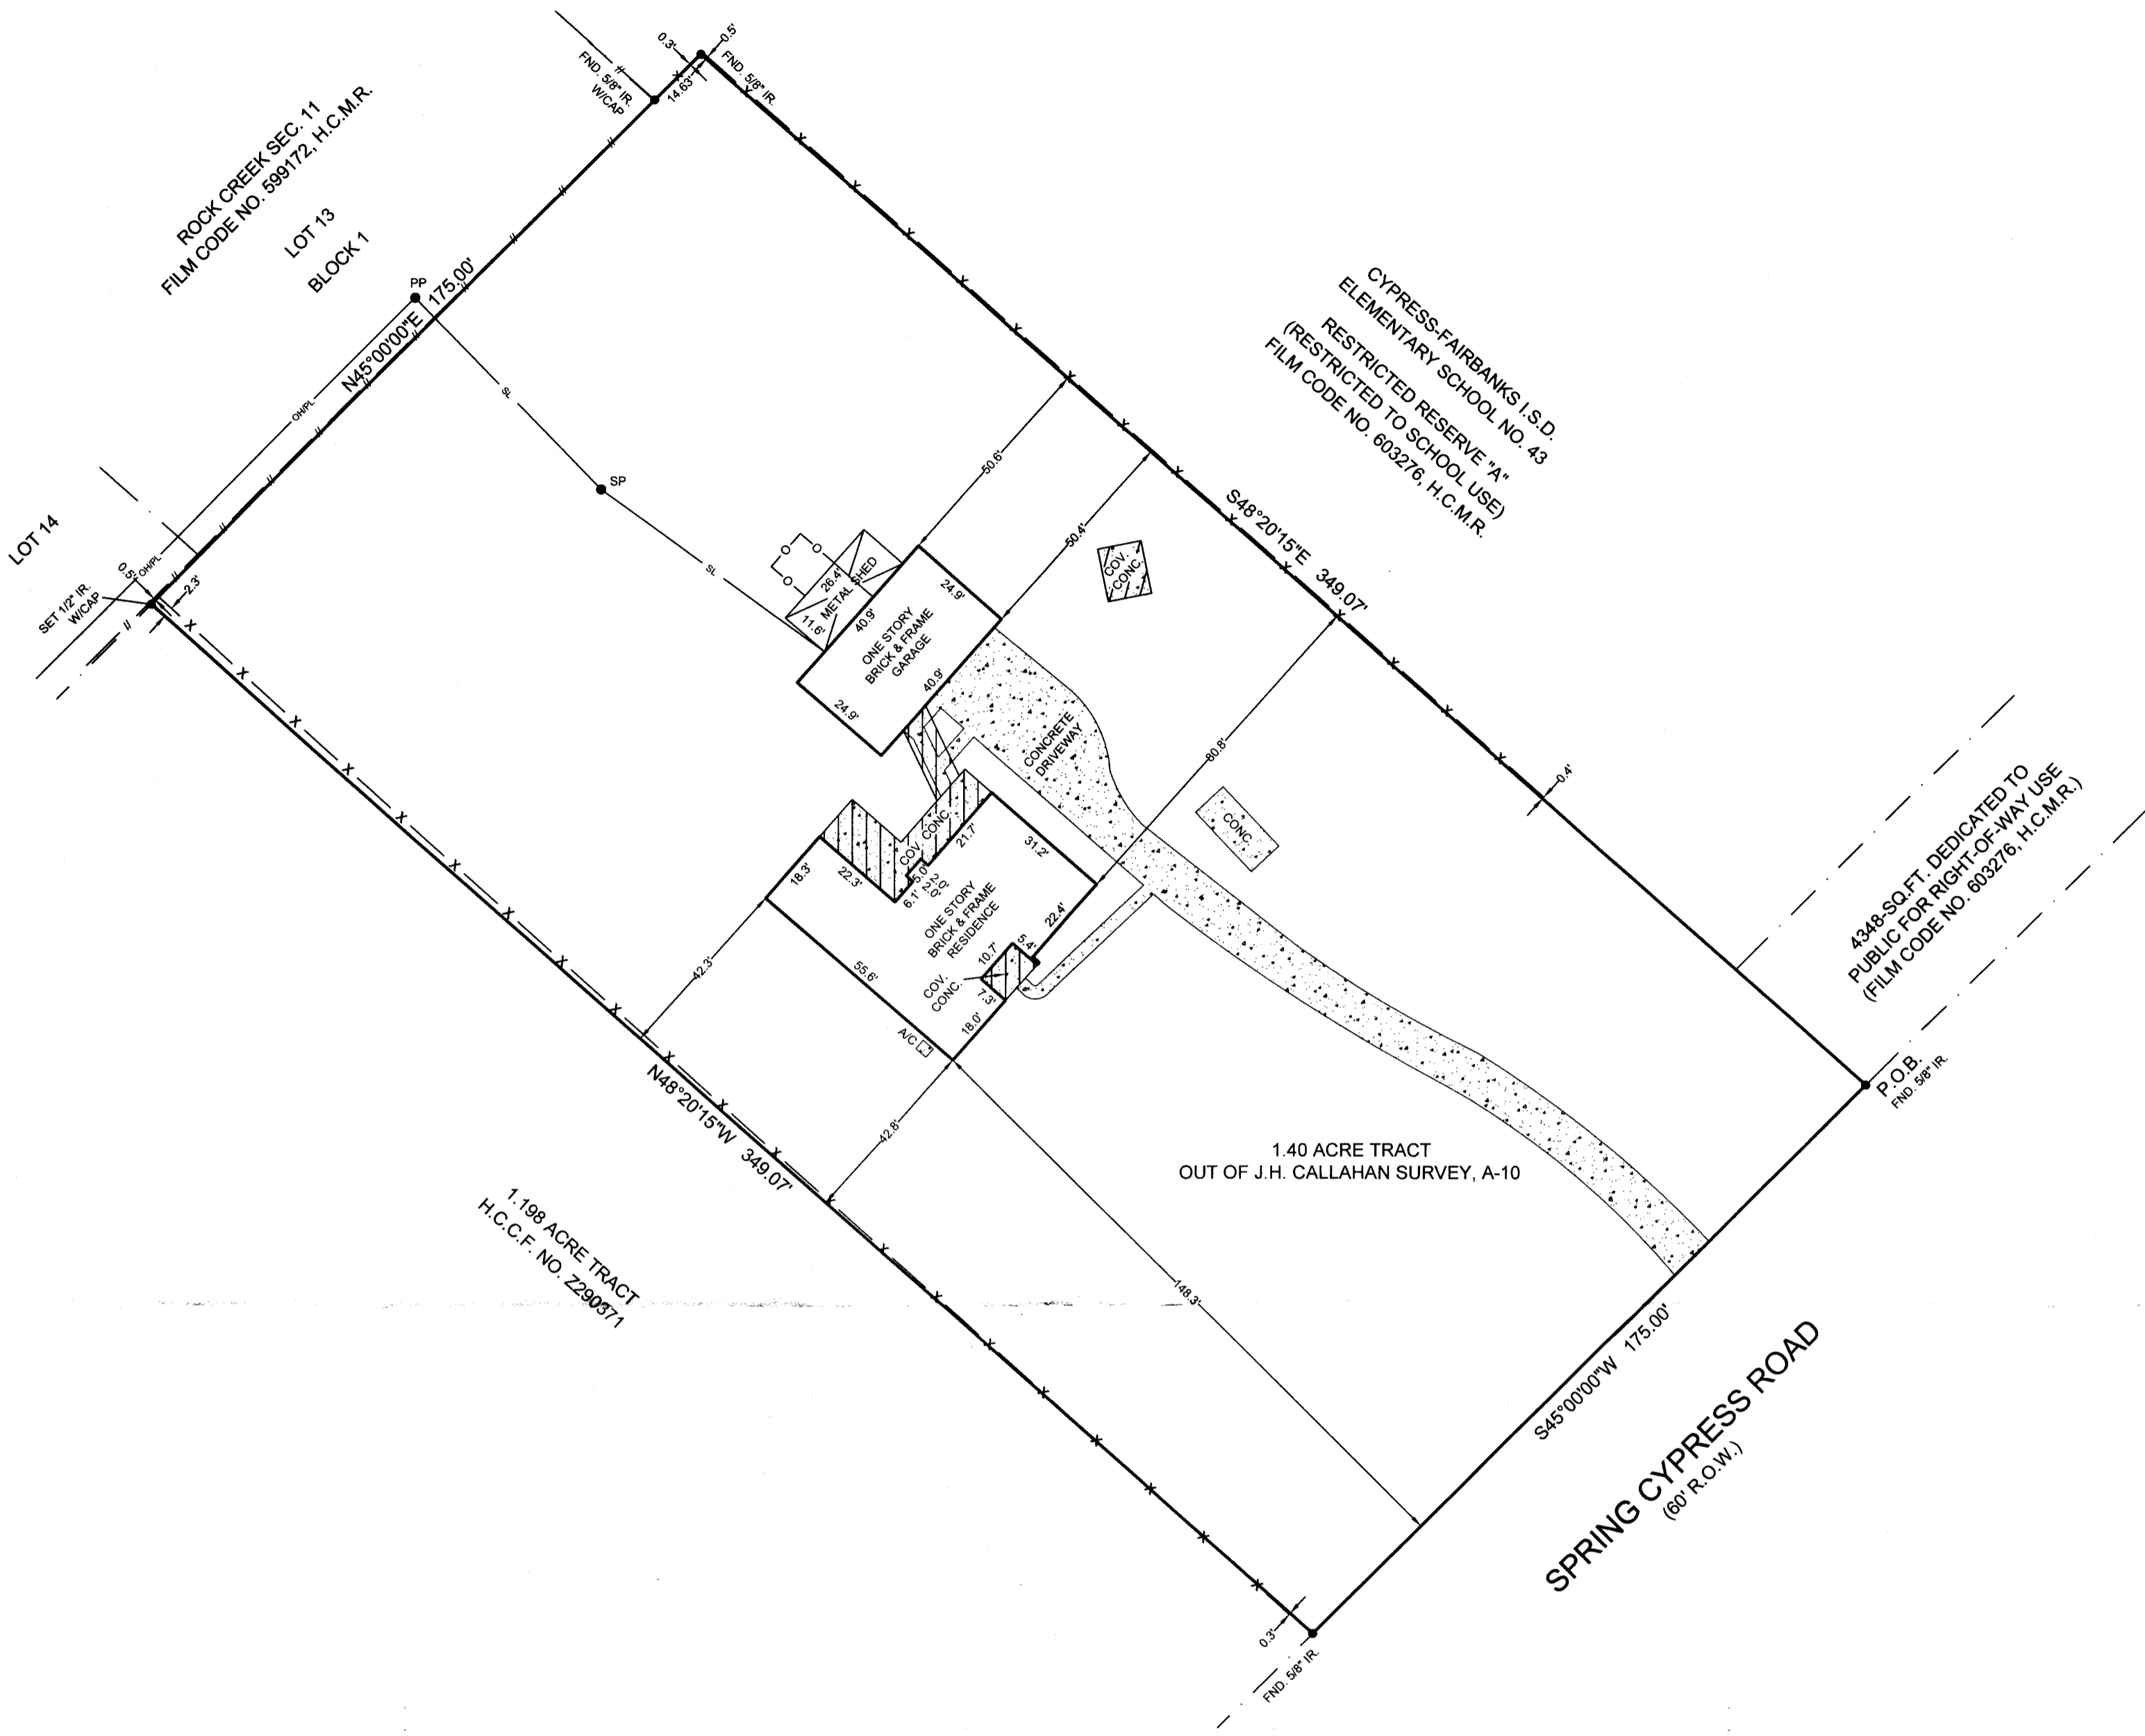 0.3'
0.5'
FND. 5/8" IR.
W/CAP
14.63'
FND. 5/8" IR.
ROCK CREEK SEC. 11
FILM CODE NO. 599172, H.C.M.R.
LOT 13
BLOCK 1
PP
N45°00'00"E 175.00'
OH/PL
SL
SP
SL
LOT 14
OH/PL
0.5'
2.3'
SET 1/2" IR.
W/CAP
CYPRESS-FAIRBANKS I.S.D.
ELEMENTARY SCHOOL NO. 43
RESTRICTED RESERVE "A"
(RESTRICTED TO SCHOOL USE)
FILM CODE NO. 603276, H.C.M.R.
S48°20'15"E 349.07'
50.6'
50.4'
COV.
CONC.
26.4'
METAL SHED
11.6'
24.9'
40.9'
ONE STORY
BRICK & FRAME
GARAGE
40.9'
24.9'
CONCRETE
DRIVEWAY
80.8'
0.4'
CONC.
4348-SQ.FT. DEDICATED TO
PUBLIC FOR RIGHT-OF-WAY USE
(FILM CODE NO. 603276, H.C.M.R.)
COV. CONC.
21.7'
31.2'
18.3'
22.3'
5.0'
2.0'
2.0'
6.1'
ONE STORY
BRICK & FRAME
RESIDENCE
22.4'
5.4'
10.7'
COV.
CONC.
7.3'
18.0'
55.6'
A/C
42.3'
42.8'
P.O.B.
FND. 5/8" IR.
N48°20'15"W 349.07'
1.40 ACRE TRACT
OUT OF J.H. CALLAHAN SURVEY, A-10
1.198 ACRE TRACT
H.C.C.F. NO. Z290371
148.3'
S45°00'00"W 175.00'
SPRING CYPRESS ROAD
(60' R.O.W.)
0.3'
FND. 5/8" IR.